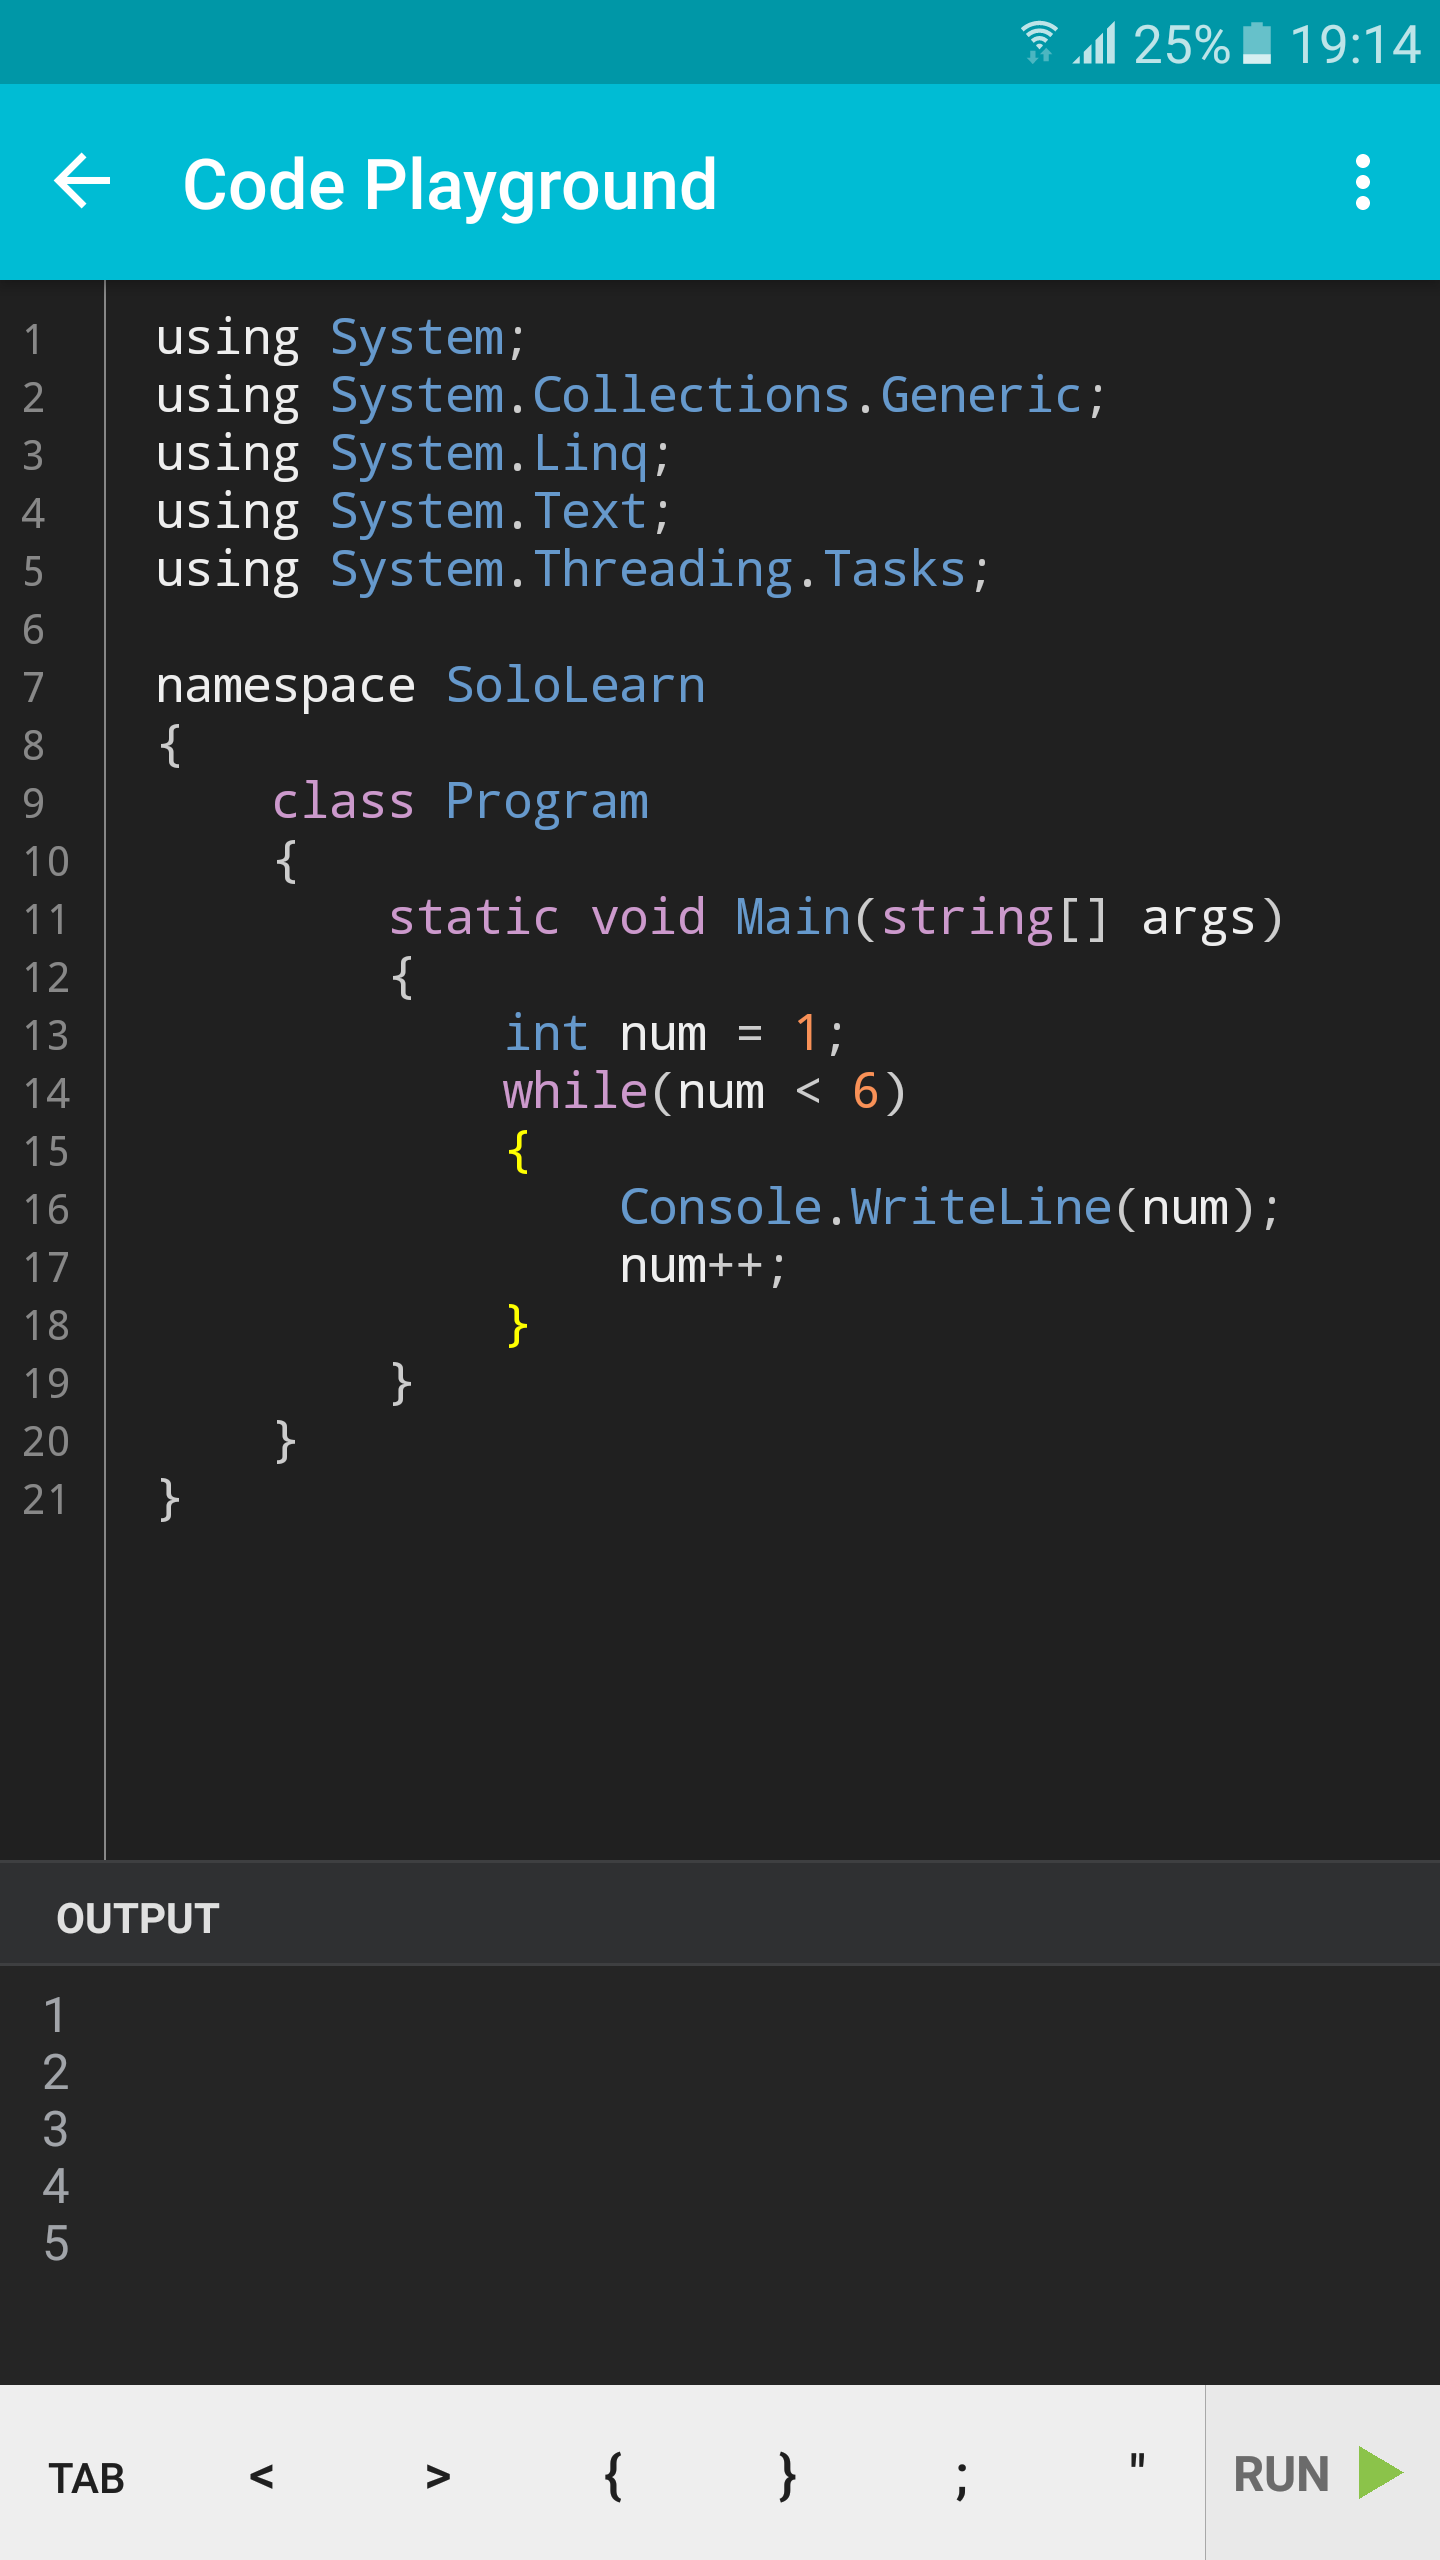 25% 19:14
Code Playground
1 using System;
2 using System.Collections.Generic;
3 using System.Linq;
4 using System.Text;
5 using System.Threading.Tasks;
6
7 namespace SoloLearn
8 {
9     class Program
10     {
11         static void Main(string[] args)
12         {
13             int num = 1;
14             while(num < 6)
15             {
16                 Console.WriteLine(num);
17                 num++;
18             }
19         }
20     }
21 }
OUTPUT
1
2
3
4
5
TAB < > { } ; " RUN